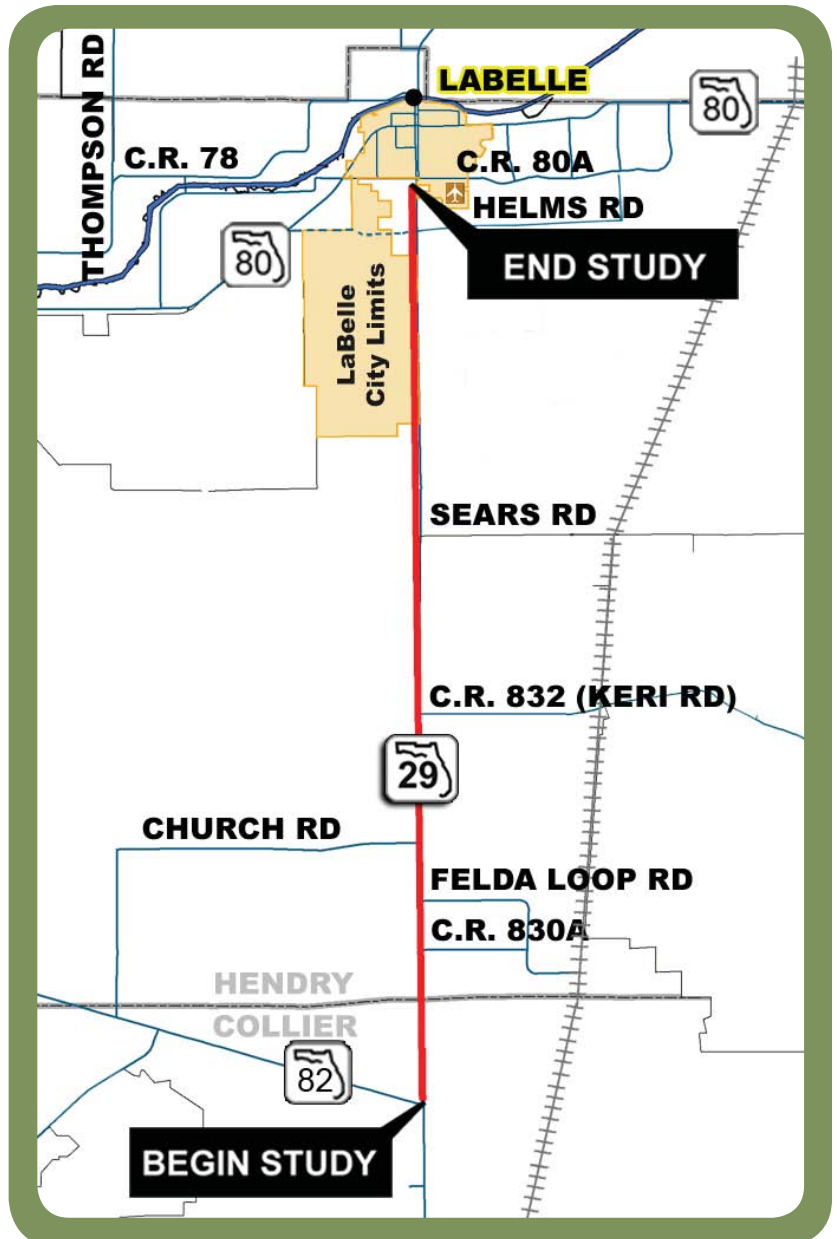 THOMPSON RD
LABELLE
80
C.R. 78
C.R. 80A
HELMS RD
80
END STUDY
LaBelle
City Limits
SEARS RD
C.R. 832 (KERI RD)
29
CHURCH RD
FELDA LOOP RD
C.R. 830A
HENDRY
COLLIER
82
BEGIN STUDY